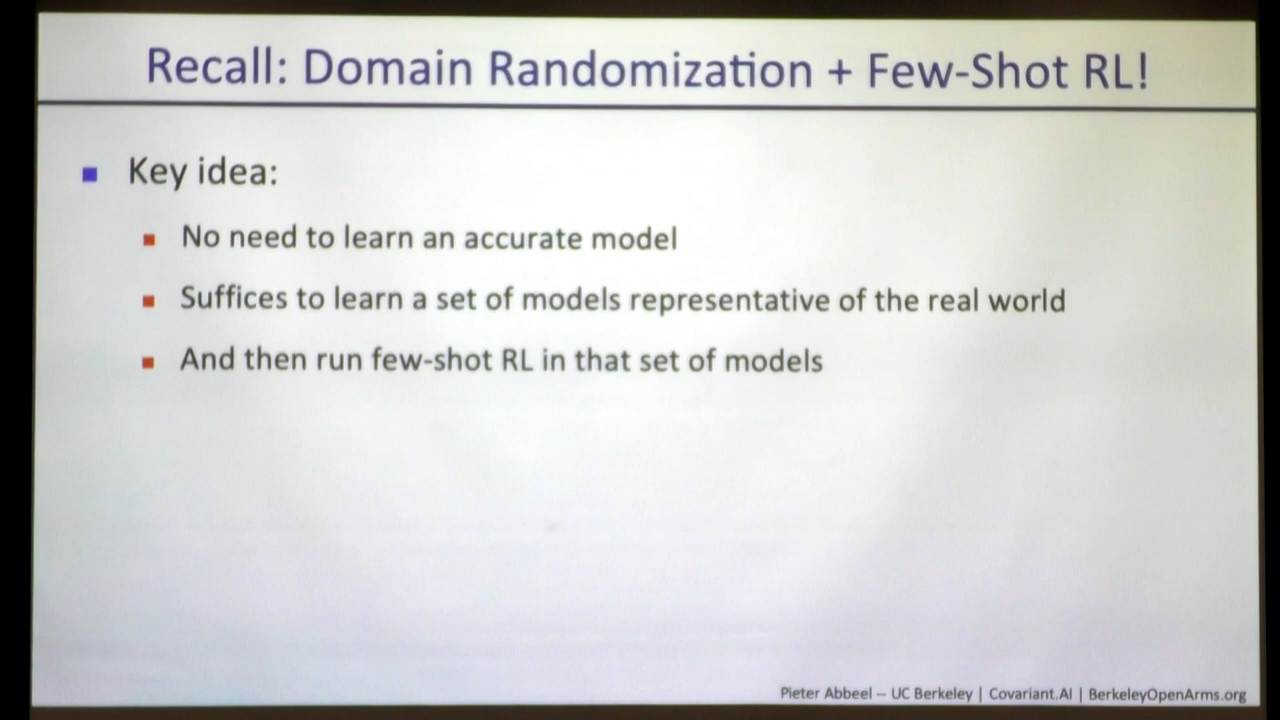 Recall: Domain Randomization + Few-Shot RL!
Key idea:
No need to learn an accurate model
Suffices to learn a set of models representative of the real world
And then run few-shot RL in that set of models
Pieter Abbeel – UC Berkeley | Covariant.AI | BerkeleyOpenArms.org